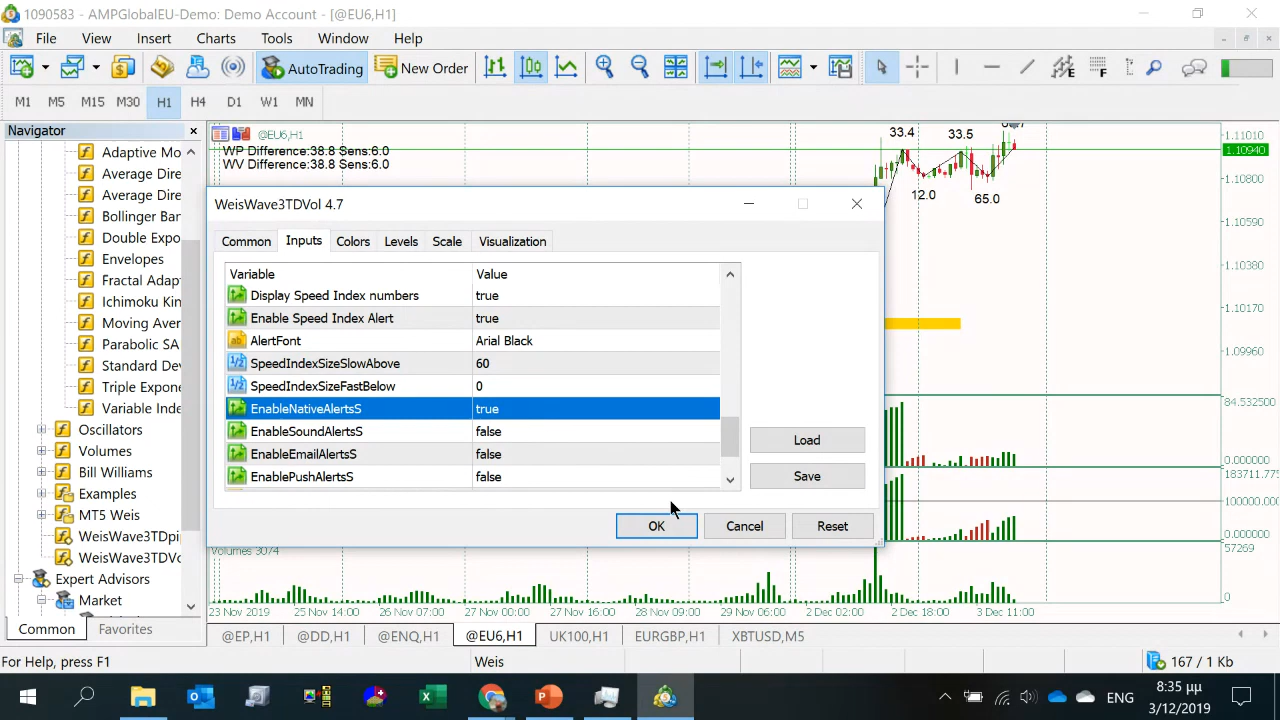 1090583 - AMPGlobalEU-Demo: Demo Account - [@EU6,H1]
File View Insert Charts Tools Window Help
AutoTrading New Order
M1 M5 M15 M30 H1 H4 D1 W1 MN
Navigator
Adaptive Mo
Average Dire
Average Dire
Bollinger Bar
Double Expo
Envelopes
Fractal Adapt
Ichimoku Kin
Moving Aver
Parabolic SA
Standard Dev
Triple Expone
Variable Inde
Oscillators
Volumes
Bill Williams
Examples
MT5 Weis
WeisWave3TDpi
WeisWave3TDVo
Expert Advisors
Market
Common Favorites
@EU6,H1
WP Difference:38.8 Sens:6.0
WV Difference:38.8 Sens:6.0
33.4 33.5
12.0 65.0
1.11010
1.10940
1.10800
1.10590
1.10380
1.10170
1.09960
84.532500
0.000000
183711.775
100000.000
0.000000
57269
0
WeisWave3TDVol 4.7
Common Inputs Colors Levels Scale Visualization
Variable Value
Display Speed Index numbers true
Enable Speed Index Alert true
AlertFont Arial Black
SpeedIndexSizeSlowAbove 60
SpeedIndexSizeFastBelow 0
EnableNativeAlertsS true
EnableSoundAlertsS false
EnableEmailAlertsS false
EnablePushAlertsS false
Load
Save
OK Cancel Reset
Volumes 3074
23 Nov 2019 25 Nov 14:00 26 Nov 07:00 27 Nov 00:00 27 Nov 16:00 28 Nov 09:00 29 Nov 06:00 2 Dec 02:00 2 Dec 18:00 3 Dec 11:00
@EP,H1 @DD,H1 @ENQ,H1 @EU6,H1 UK100,H1 EURGBP,H1 XBTUSD,M5
For Help, press F1 Weis 167 / 1 Kb
ENG
8:35 μμ
3/12/2019